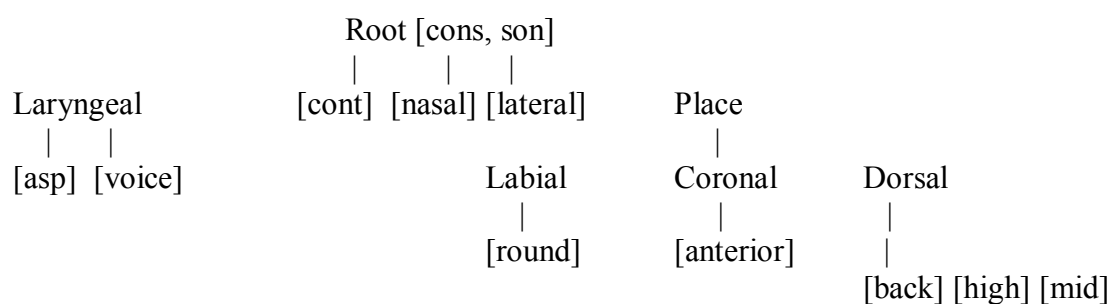 Root [cons, son]
| | |
Laryngeal [cont] [nasal] [lateral] Place
| | |
[asp] [voice] Labial Coronal Dorsal
| | |
[round] [anterior] |
[back] [high] [mid]